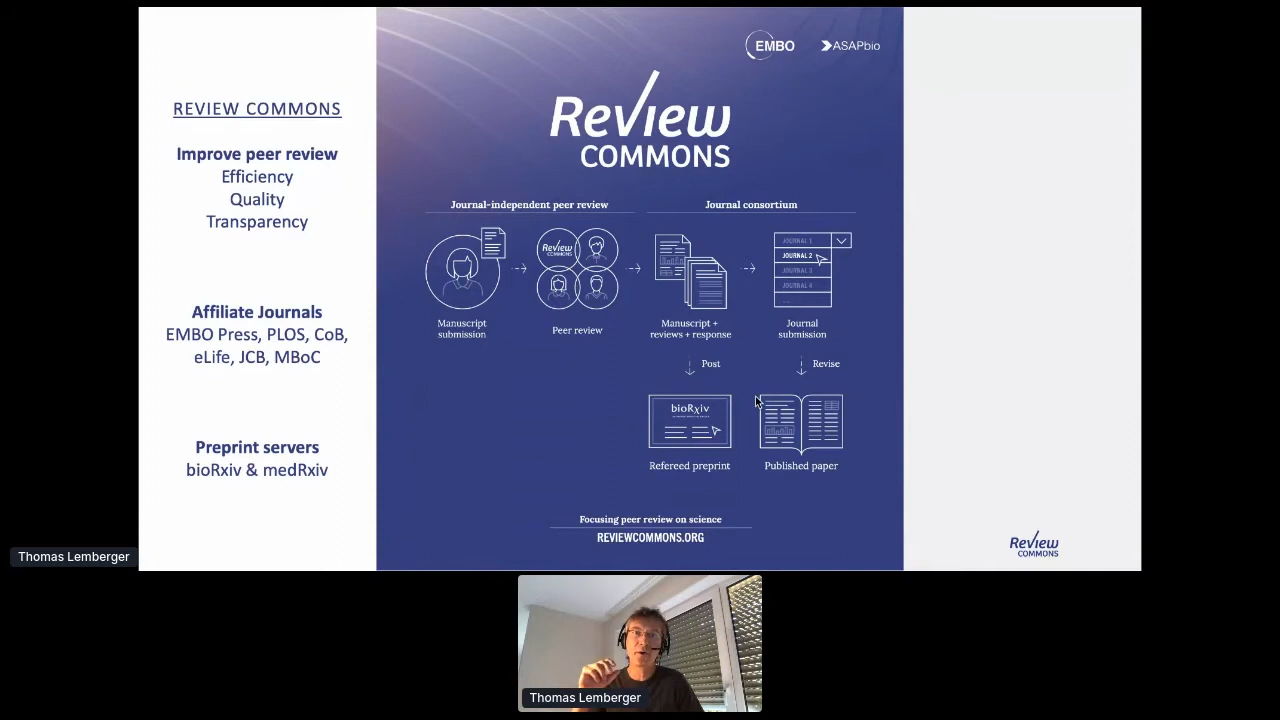 REVIEW COMMONS
Improve peer review
Efficiency
Quality
Transparency
Affiliate Journals
EMBO Press, PLOS, CoB,
eLife, JCB, MBoC
Preprint servers
bioRxiv & medRxiv
EMBO
ASAPbio
Review
COMMONS
Journal-independent peer review
Journal consortium
Review
COMMONS
JOURNAL 1
JOURNAL 2
JOURNAL 3
JOURNAL 4
...
Manuscript
submission
Peer review
Manuscript +
reviews + response
Journal
submission
Post
Revise
bioRxiv
Refereed preprint
Published paper
Focusing peer review on science
REVIEWCOMMONS.ORG
Review
COMMONS
Thomas Lemberger
Thomas Lemberger